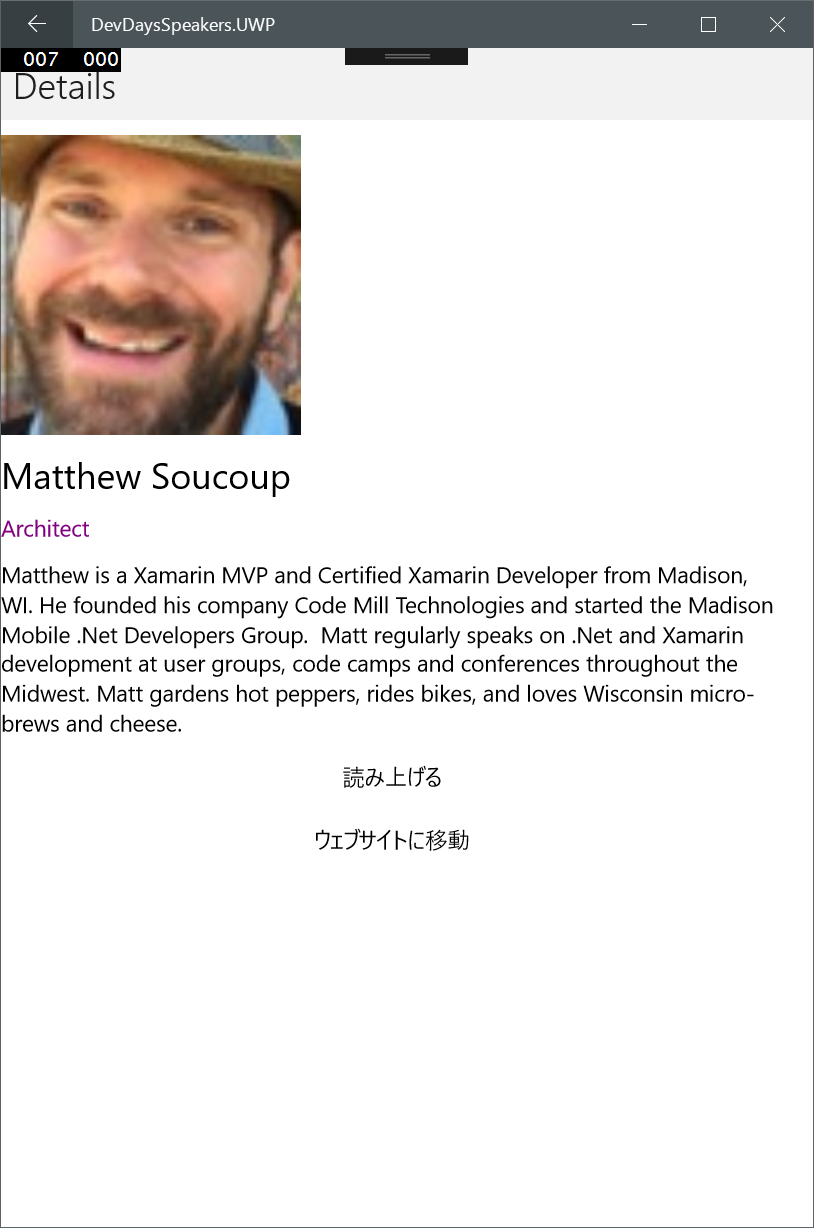 DevDaysSpeakers.UWP
007 000
Details
Matthew Soucoup
Architect
Matthew is a Xamarin MVP and Certified Xamarin Developer from Madison,
WI. He founded his company Code Mill Technologies and started the Madison
Mobile .Net Developers Group.  Matt regularly speaks on .Net and Xamarin
development at user groups, code camps and conferences throughout the
Midwest. Matt gardens hot peppers, rides bikes, and loves Wisconsin micro-
brews and cheese.
読み上げる
ウェブサイトに移動